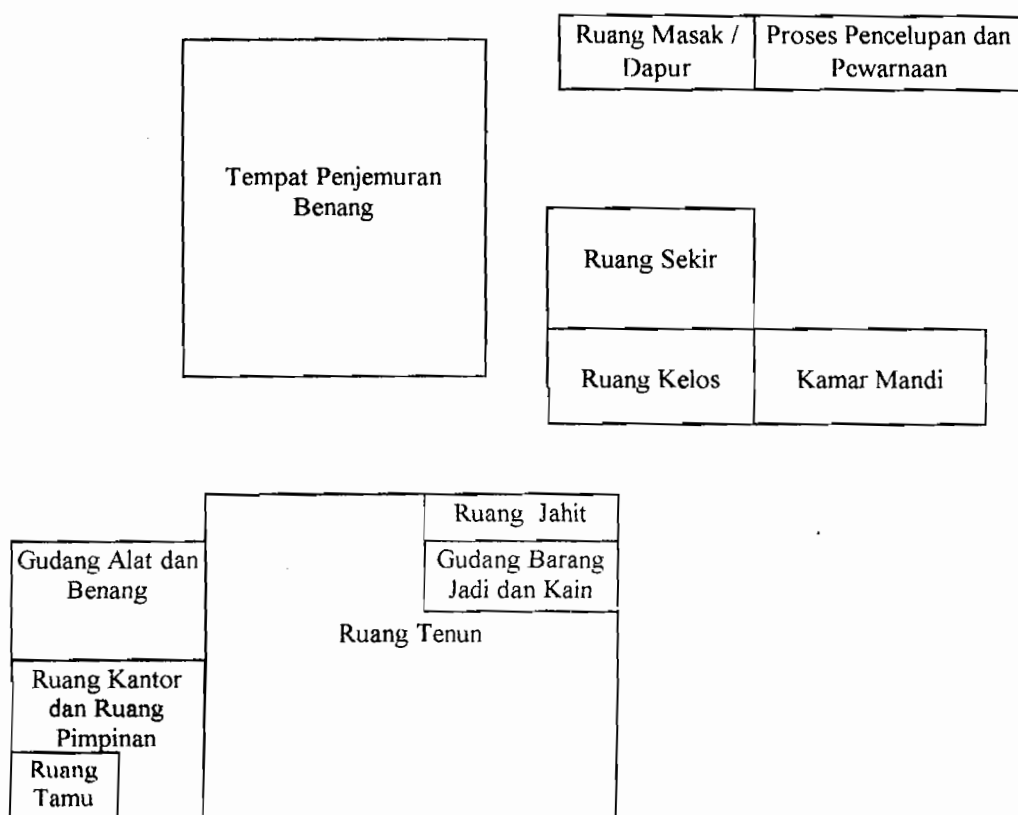 Ruang Masak /
Dapur
Proses Pencelupan dan
Pewarnaan
Tempat Penjemuran
Benang
Ruang Sekir
Ruang Kelos
Kamar Mandi
Ruang Jahit
Gudang Alat dan
Benang
Gudang Barang
Jadi dan Kain
Ruang Tenun
Ruang Kantor
dan Ruang
Pimpinan
Ruang
Tamu